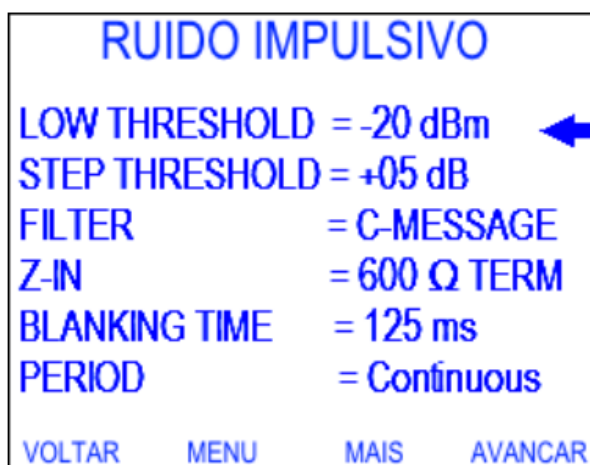 RUIDO IMPULSIVO
LOW THRESHOLD = -20 dBm
STEP THRESHOLD = +05 dB
FILTER = C-MESSAGE
Z-IN = 600 Ω TERM
BLANKING TIME = 125 ms
PERIOD = Continuous
VOLTAR MENU MAIS AVANCAR